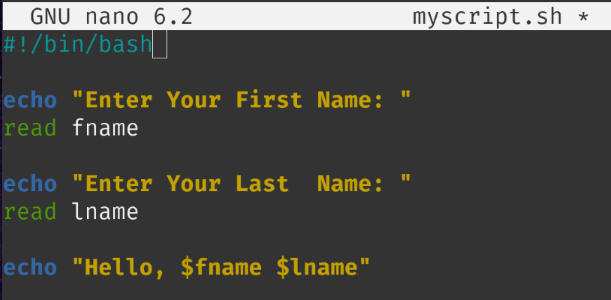 GNU nano 6.2 myscript.sh *
#!/bin/bash
echo "Enter Your First Name: "
read fname
echo "Enter Your Last  Name: "
read lname
echo "Hello, $fname $lname"